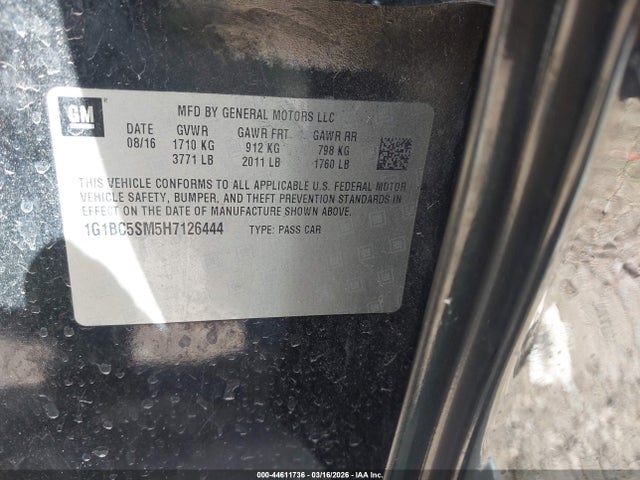 GM
MFD BY GENERAL MOTORS LLC
DATE GVWR GAWR FRT GAWR RR
08/16 1710 KG 912 KG 798 KG
3771 LB 2011 LB 1760 LB
THIS VEHICLE CONFORMS TO ALL APPLICABLE U.S. FEDERAL MOTOR
VEHICLE SAFETY, BUMPER, AND THEFT PREVENTION STANDARDS IN
EFFECT ON THE DATE OF MANUFACTURE SHOWN ABOVE.
1G1BC5SM5H7126444 TYPE: PASS CAR
000-44611736 - 03/16/2026 - IAA Inc.